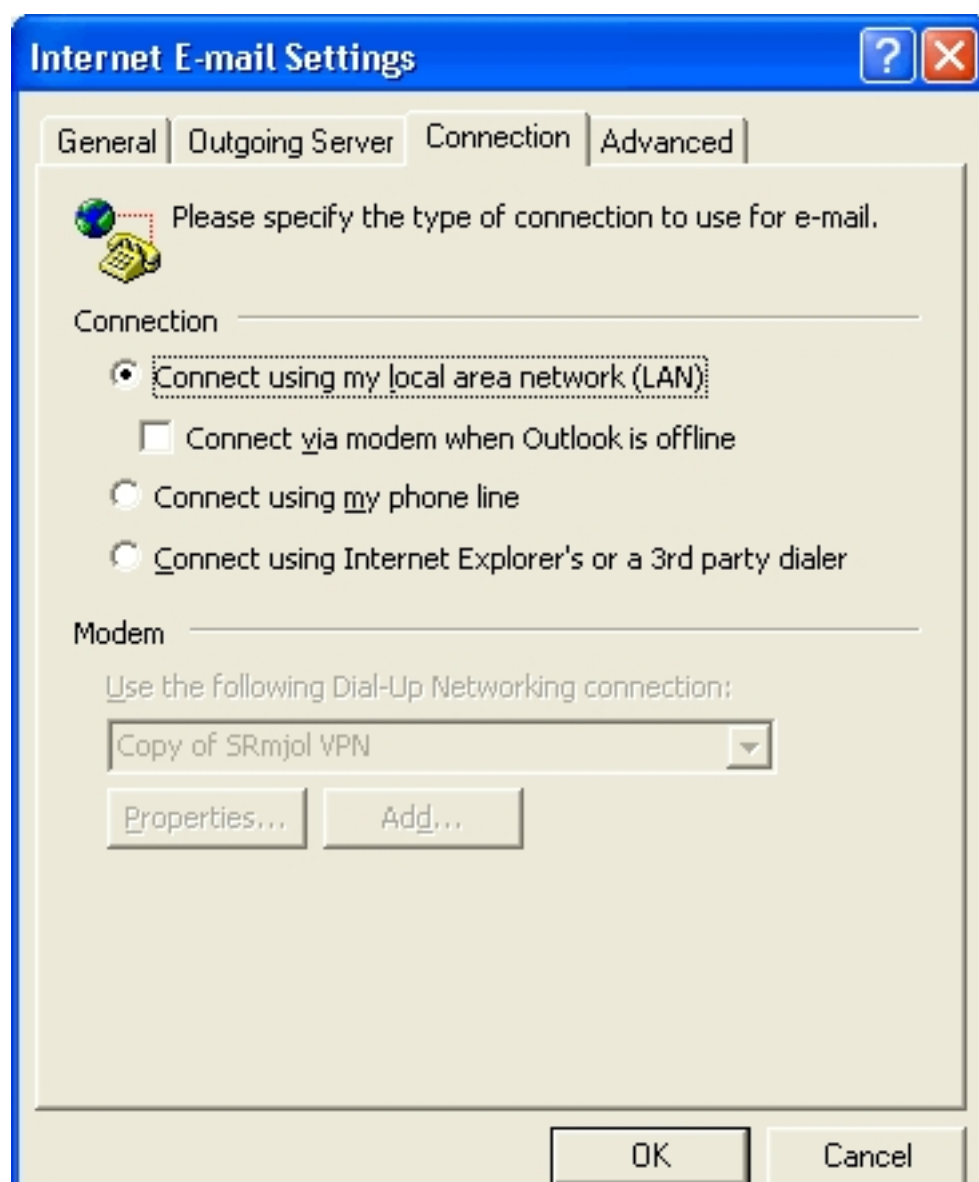 Internet E-mail Settings
General
Outgoing Server
Connection
Advanced
Please specify the type of connection to use for e-mail.
Connection
Connect using my local area network (LAN)
Connect via modem when Outlook is offline
Connect using my phone line
Connect using Internet Explorer's or a 3rd party dialer
Modem
Use the following Dial-Up Networking connection:
Copy of SRmjol VPN
Properties...
Add...
OK
Cancel